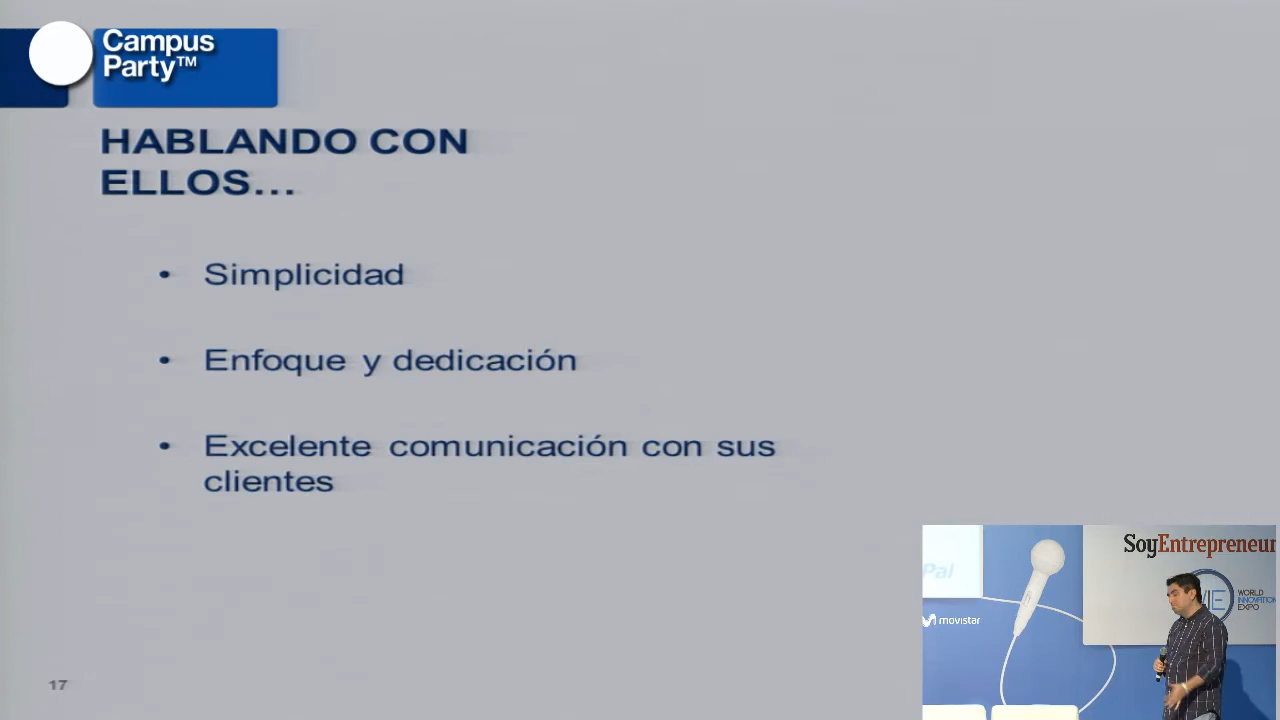 Campus
Party™
HABLANDO CON
ELLOS…
• Simplicidad
• Enfoque y dedicación
• Excelente comunicación con sus
clientes
SoyEntrepreneur
Pal
WORLD
INNOVATION
EXPO
movistar
17